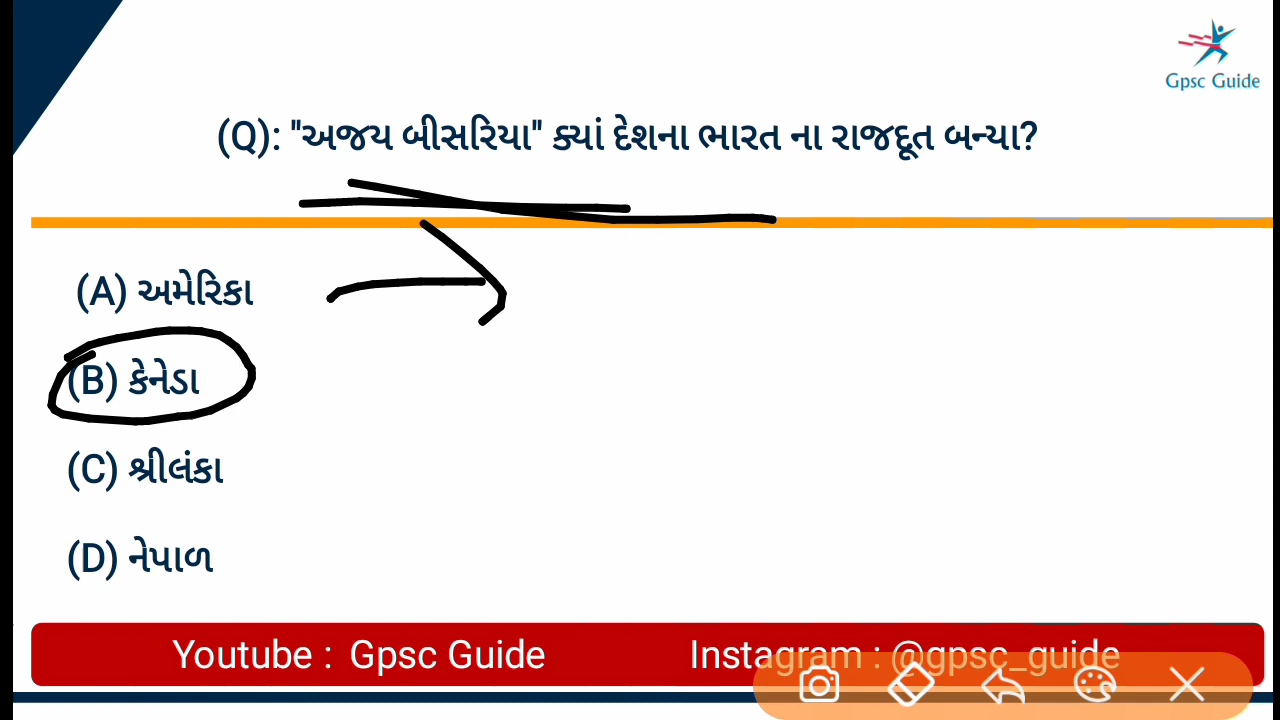 Gpsc Guide
(Q): "અજય બીસરિયા" ક્યાં દેશના ભારત ના રાજદૂત બન્યા?
(A) અમેરિકા
(B) કેનેડા
(C) શ્રીલંકા
(D) નેપાળ
Youtube : Gpsc Guide Instagram : @gpsc_guide